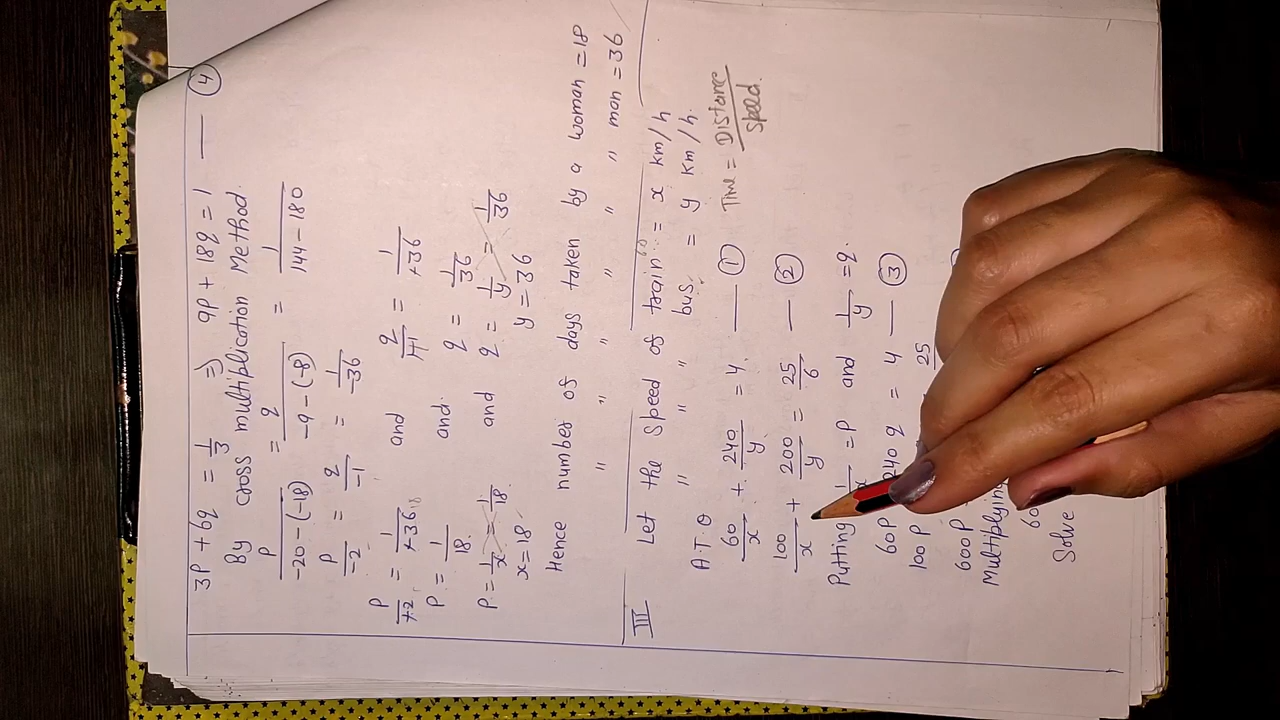 3P + 6q = 1/3 ⇒ 9P + 18q = 1 — ④
By cross multiplication Method.
P/(-20-(-18)) = q/(-9-(-8)) = 1/(144-180)
P/-2 = q/-1 = 1/-36
P/+2 = 1/+36 and q/+1 = 1/+36
P = 1/18. and. q = 1/36
P = 1/x = 1/18. and q = 1/y = 1/36
x = 18 y = 36
Hence number of days taken by a woman = 18
" " " " " man = 36
III Let the speed of train = x km/h
" " " bus = y km/h.
A.T.Q
60/x + 240/y = 4. — ① Time = Distance/Speed.
100/x + 200/y = 25/6 — ②
Putting = P and 1/y = q.
60P 240q = 4 — ③
100P 25
600P
Multiplying
60
Solve